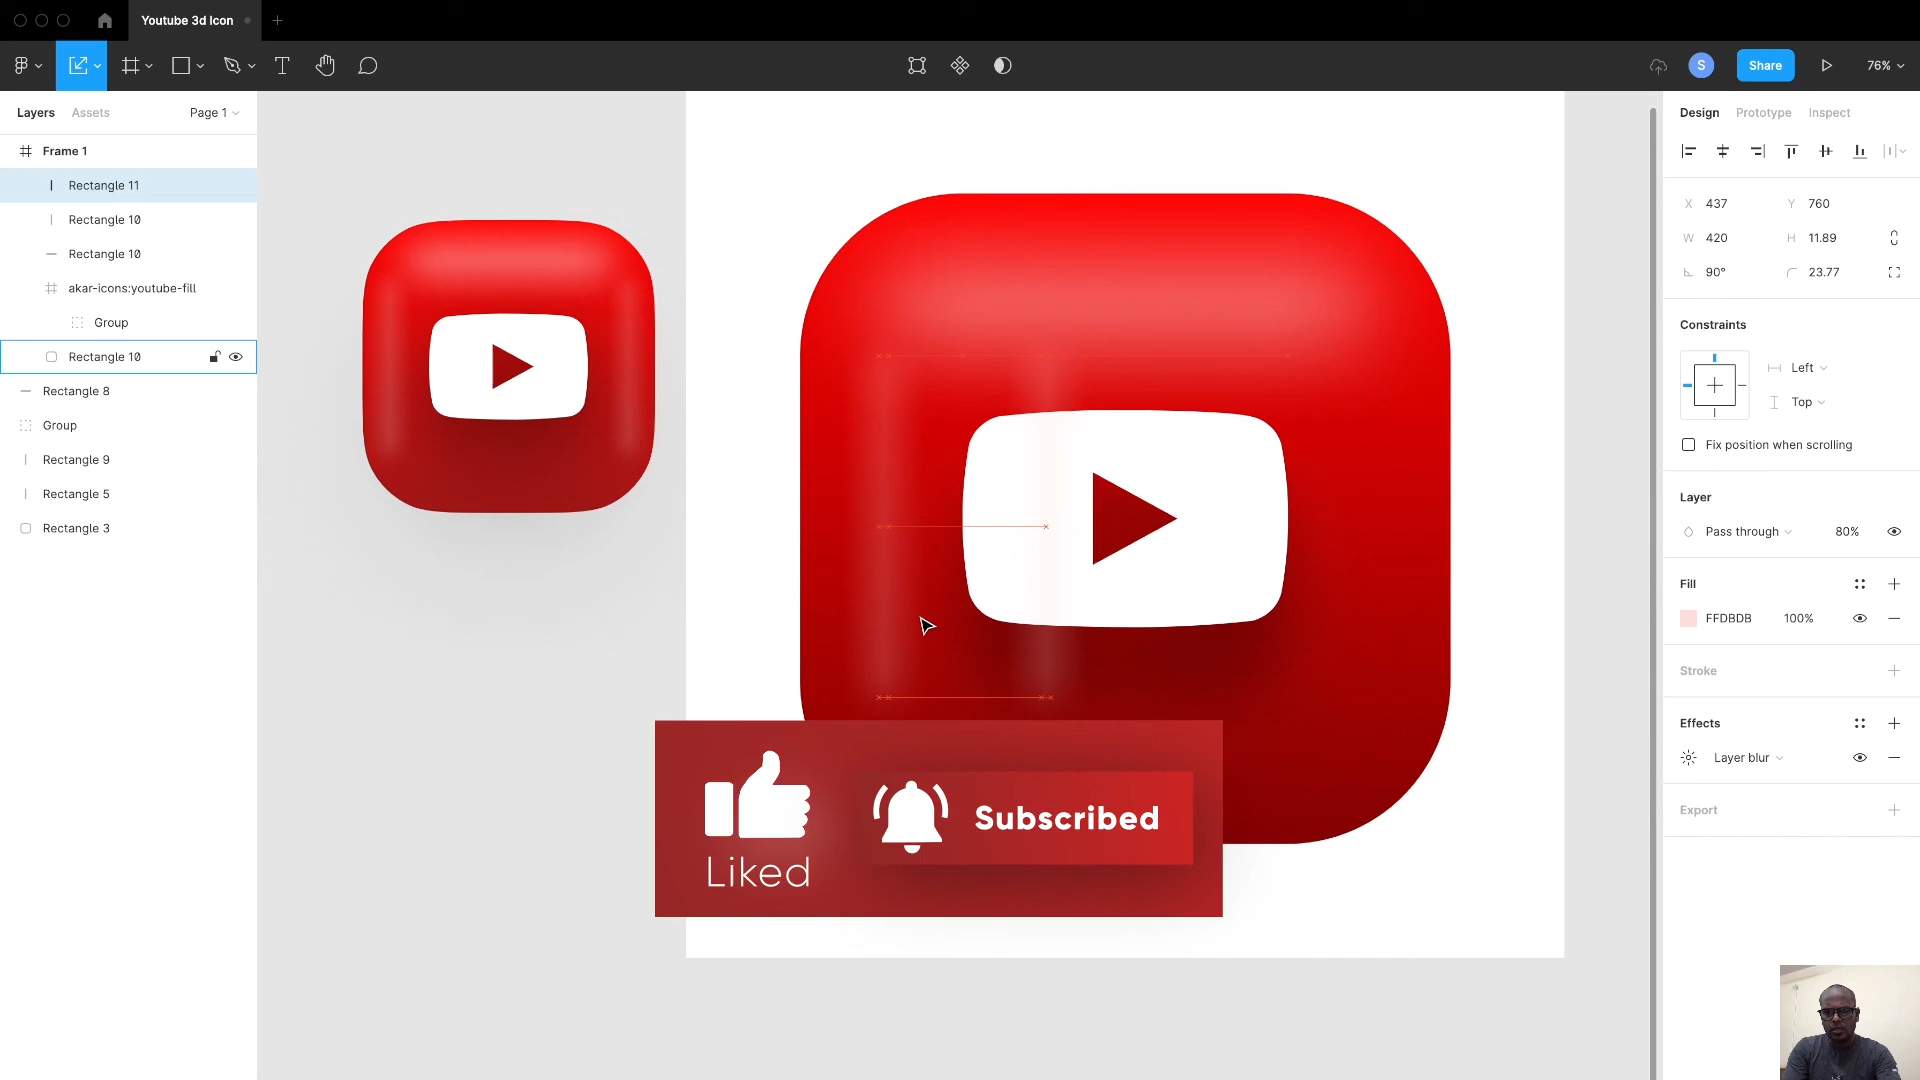 Youtube 3d Icon
S
Share
76%
Layers
Assets
Page 1
Frame 1
Rectangle 11
Rectangle 10
Rectangle 10
akar-icons:youtube-fill
Group
Rectangle 10
Rectangle 8
Group
Rectangle 9
Rectangle 5
Rectangle 3
Liked
Subscribed
Design
Prototype
Inspect
X 437
Y 760
W 420
H 11.89
90°
23.77
Constraints
Left
Top
Fix position when scrolling
Layer
Pass through
80%
Fill
FFDBDB
100%
Stroke
Effects
Layer blur
Export